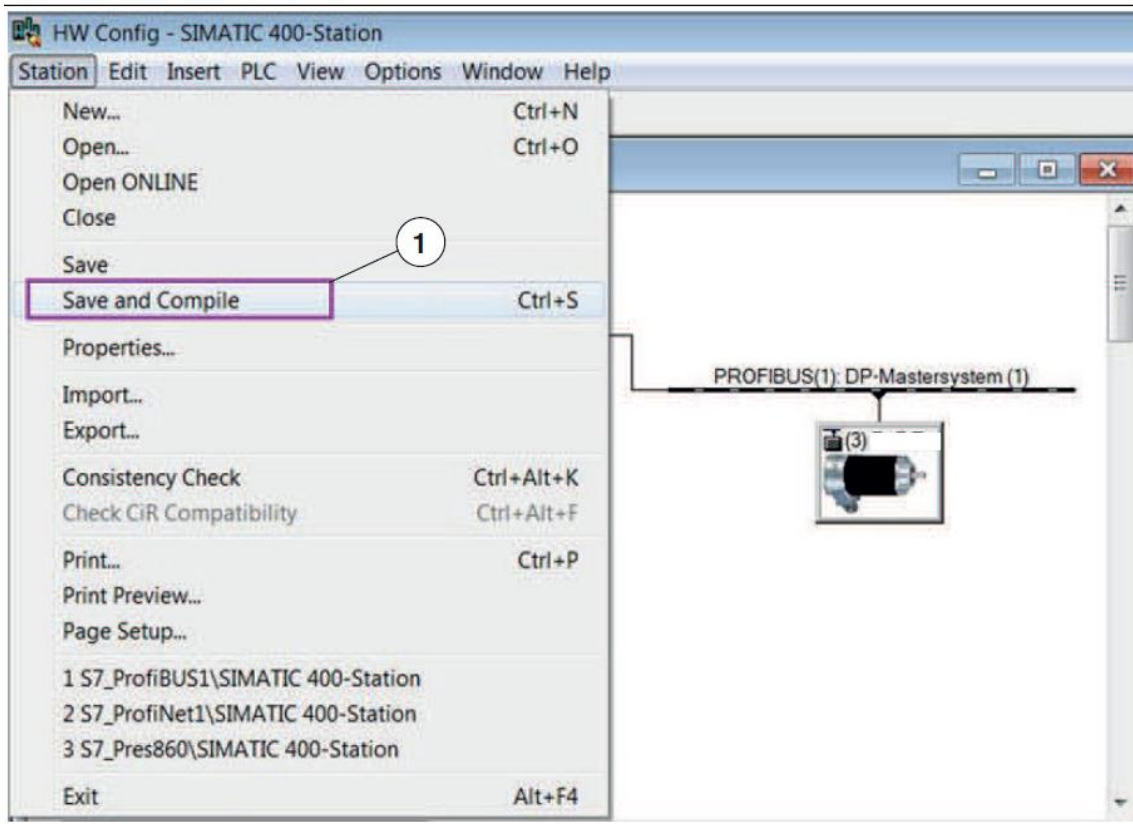 HW Config - SIMATIC 400-Station
Station Edit Insert PLC View Options Window Help
New... Ctrl+N
Open... Ctrl+O
Open ONLINE
Close
1
Save
Save and Compile Ctrl+S
Properties...
Import...
Export...
Consistency Check Ctrl+Alt+K
Check CiR Compatibility Ctrl+Alt+F
Print... Ctrl+P
Print Preview...
Page Setup...
1 S7_ProfiBUS1\SIMATIC 400-Station
2 S7_ProfiNet1\SIMATIC 400-Station
3 S7_Pres860\SIMATIC 400-Station
Exit Alt+F4
PROFIBUS(1): DP-Mastersystem (1)
(3)